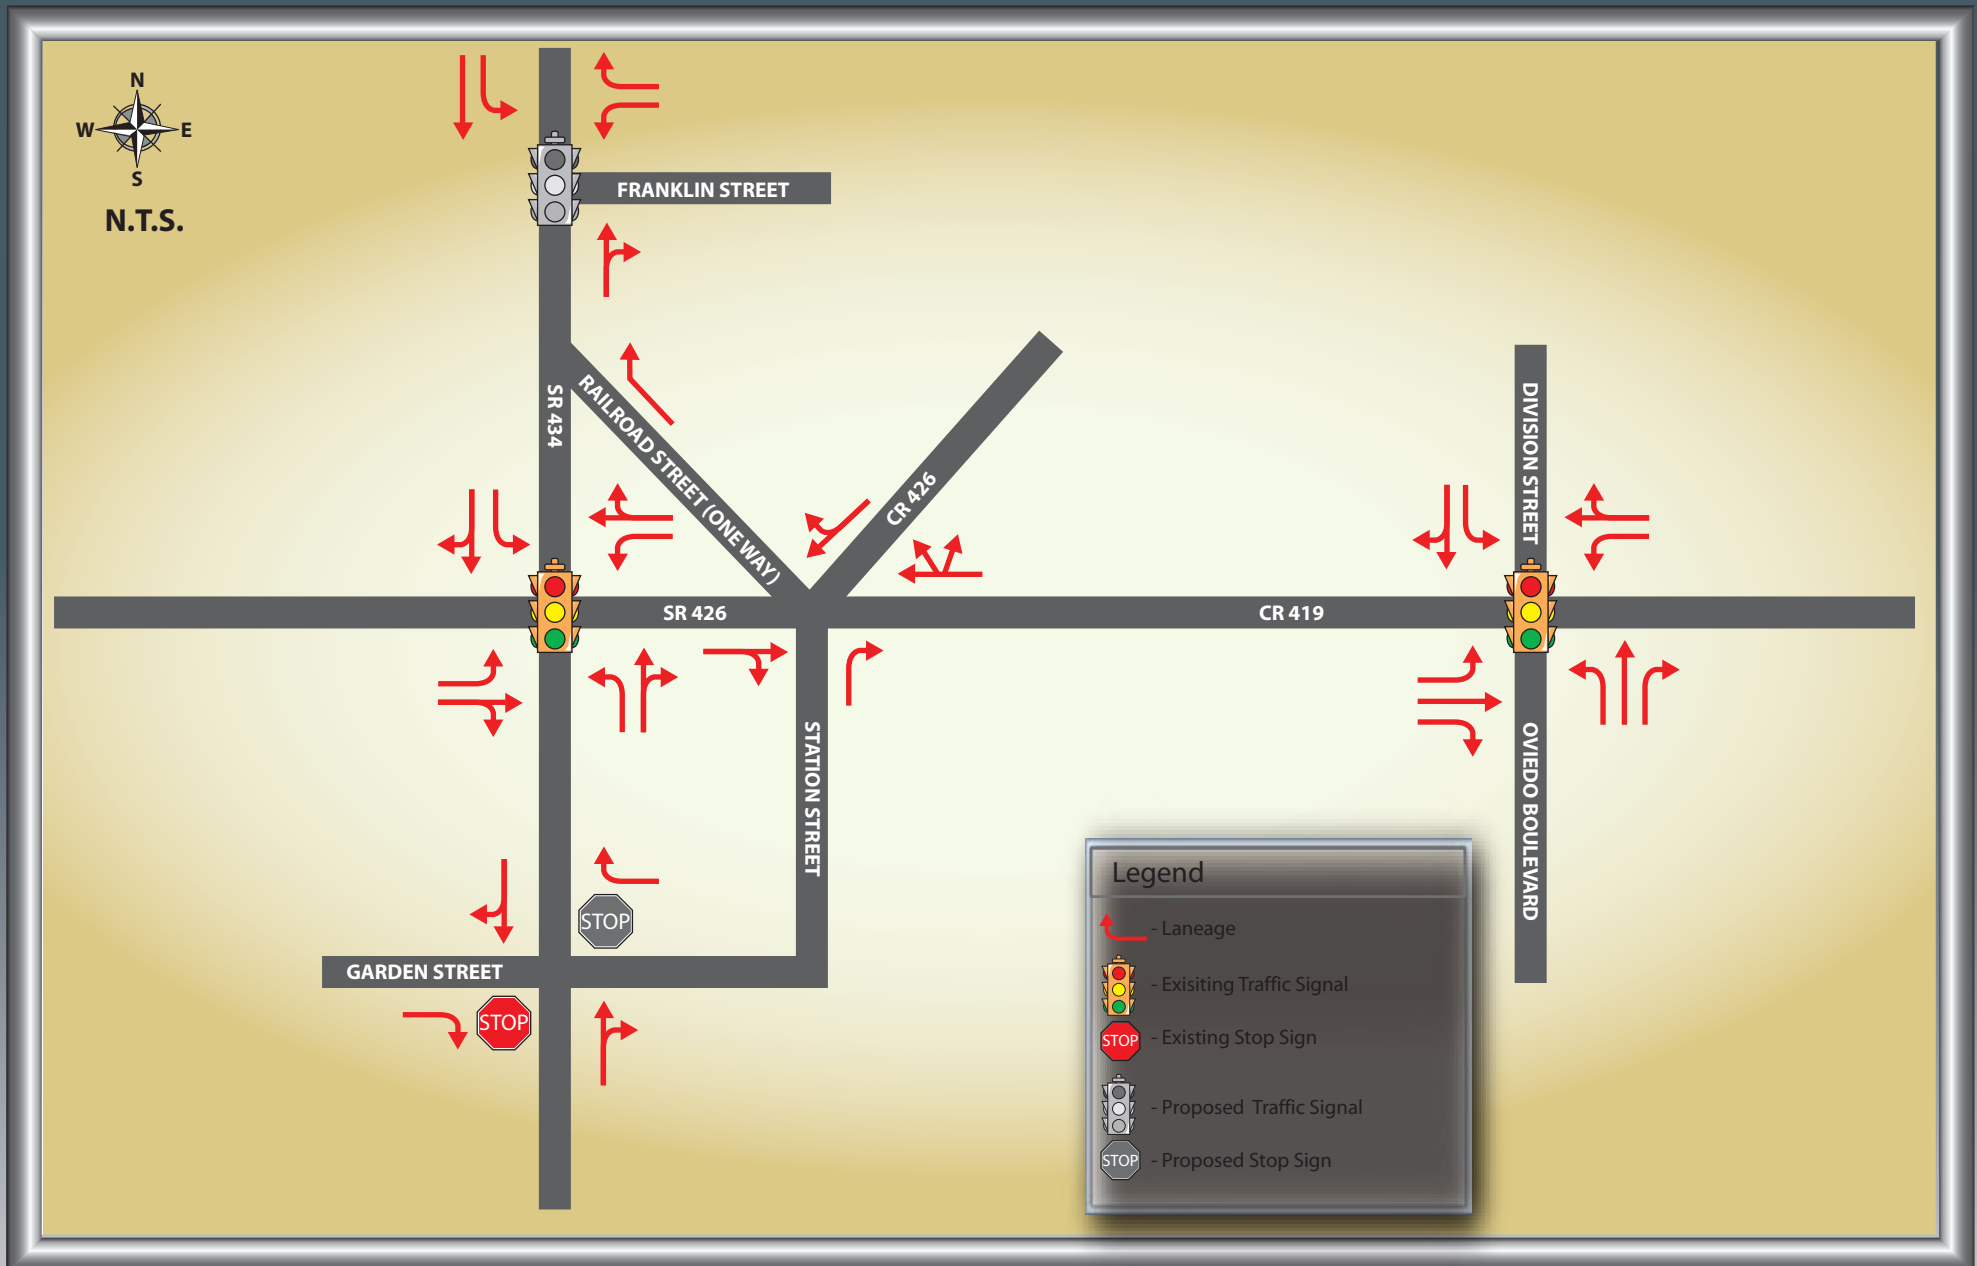 N
W E
S
N.T.S.
FRANKLIN STREET
SR 434
RAILROAD STREET (ONE WAY)
CR 426
DIVISION STREET
SR 426
CR 419
STATION STREET
OVIEDO BOULEVARD
STOP
GARDEN STREET
STOP
Legend
- Laneage
- Exisiting Traffic Signal
STOP - Existing Stop Sign
- Proposed Traffic Signal
STOP - Proposed Stop Sign